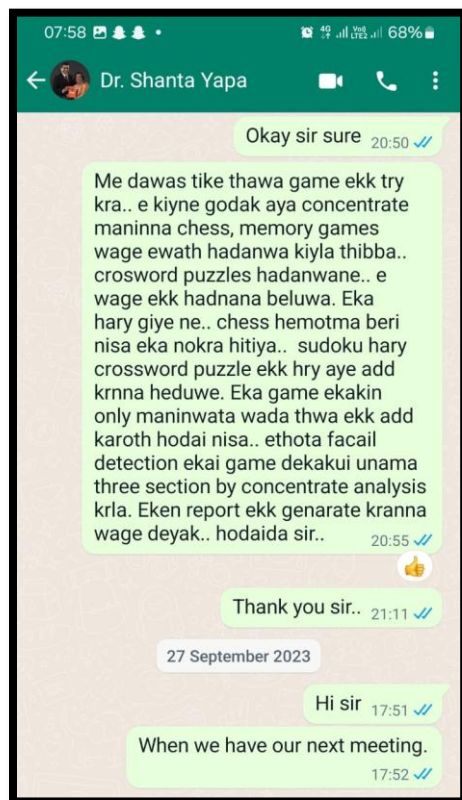 07:58
4G LTE2 68%
Dr. Shanta Yapa
Okay sir sure 20:50
Me dawas tike thawa game ekk try
kra.. e kiyne godak aya concentrate
maninna chess, memory games
wage ewath hadanwa kiyla thibba..
crosword puzzles hadanwane.. e
wage ekk hadnana beluwa. Eka
hary giye ne.. chess hemotma beri
nisa eka nokra hitiya.. sudoku hary
crossword puzzle ekk hry aye add
krnna heduwe. Eka game ekakin
only maninwata wada thwa ekk add
karoth hodai nisa.. ethota facail
detection ekai game dekakui unama
three section by concentrate analysis
krla. Eken report ekk genarate kranna
wage deyak.. hodaida sir..
20:55
👍
Thank you sir.. 21:11
27 September 2023
Hi sir 17:51
When we have our next meeting.
17:52